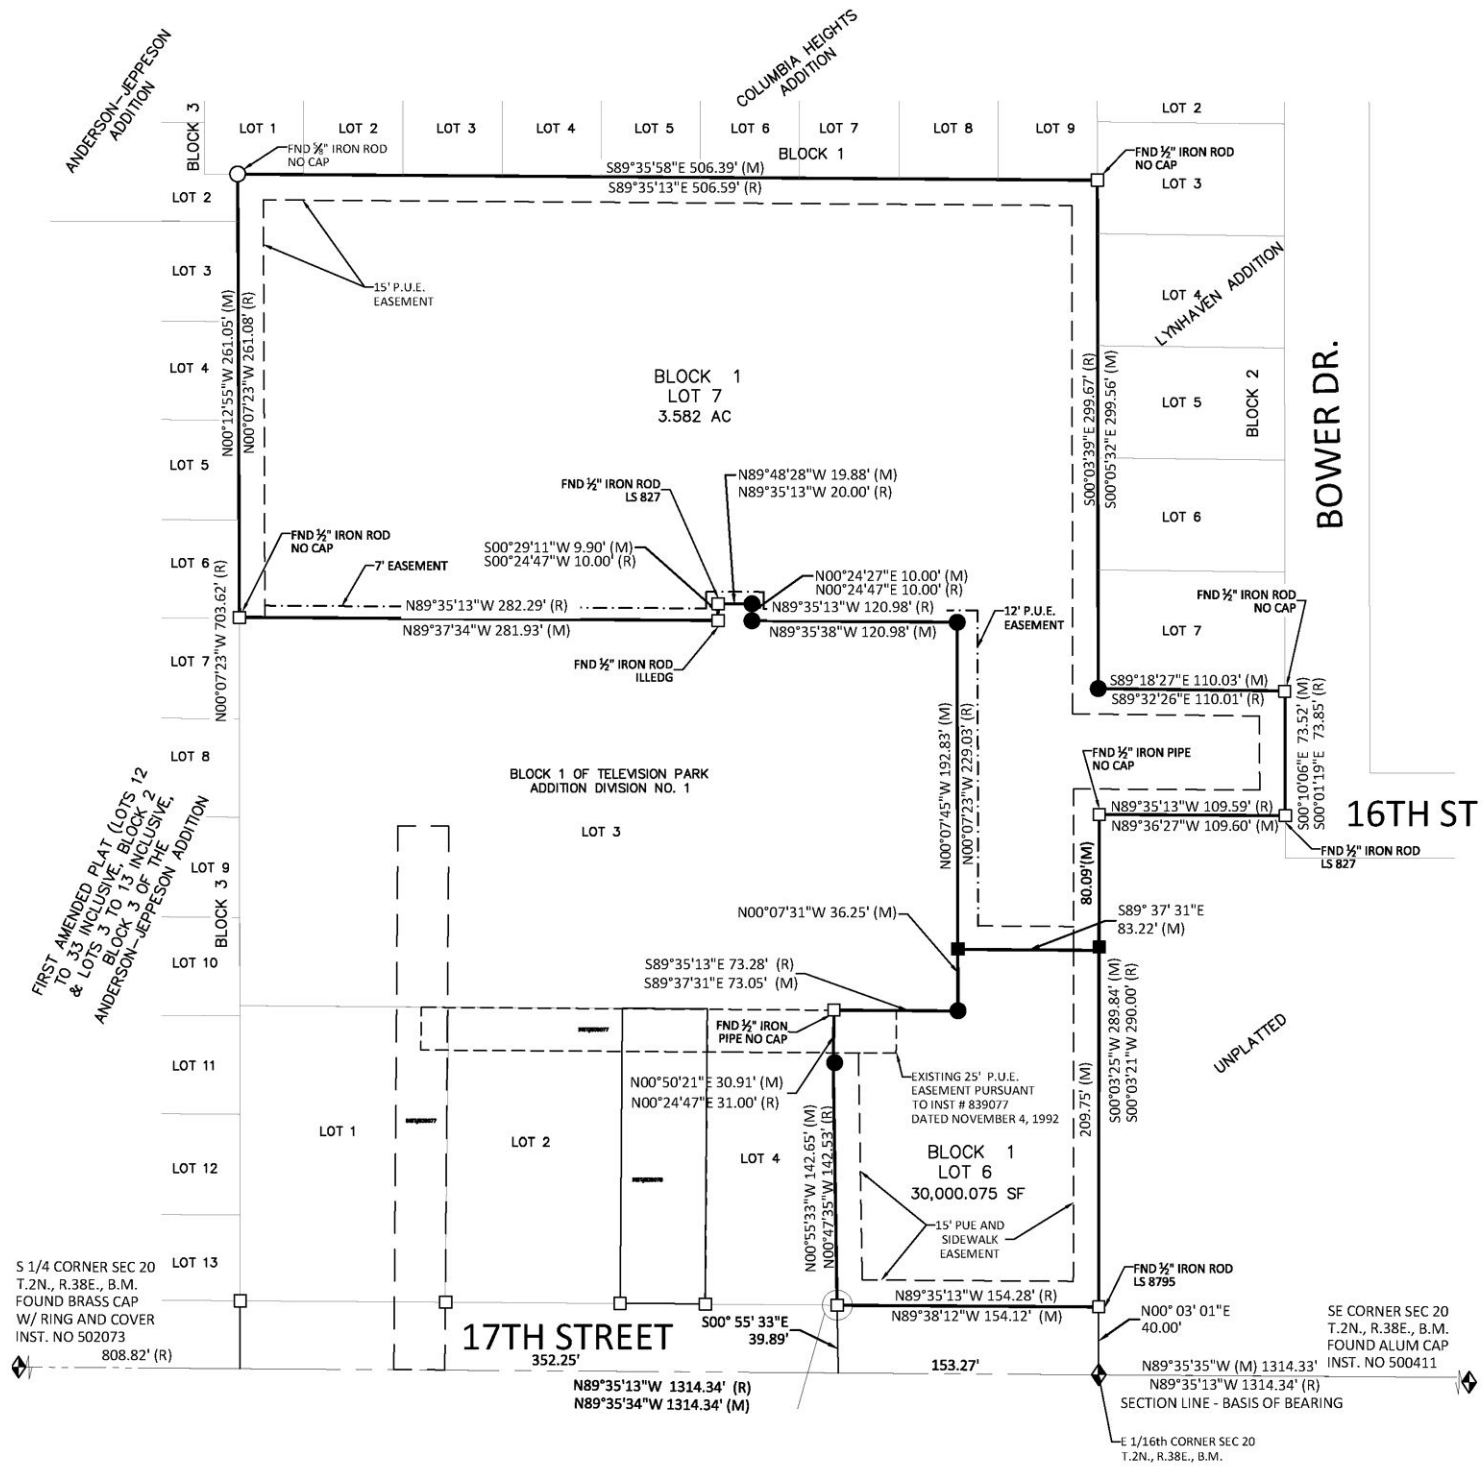 ANDERSON-JEPPESON
ADDITION
COLUMBIA HEIGHTS
ADDITION
BLOCK 3
LOT 1
LOT 2
LOT 3
LOT 4
LOT 5
LOT 6
LOT 7
LOT 8
LOT 9
LOT 2
BLOCK 1
FND ⅝" IRON ROD
NO CAP
S89°35'58"E 506.39' (M)
S89°35'13"E 506.59' (R)
FND ½" IRON ROD
NO CAP
LOT 3
LOT 2
LOT 3
LOT 4
LOT 5
LOT 6
LOT 7
LOT 8
LOT 9
LOT 10
LOT 11
LOT 12
LOT 13
BLOCK 3
15' P.U.E.
EASEMENT
N00°12'55"W 261.05' (M)
N00°07'23"W 261.08' (R)
BLOCK 1
LOT 7
3.582 AC
S00°03'39"E 299.67' (R)
S00°05'32"E 299.56' (M)
LOT 4
LYNHAVEN ADDITION
LOT 5
BLOCK 2
LOT 6
LOT 7
BOWER DR.
FND ½" IRON ROD
LS 827
N89°48'28"W 19.88' (M)
N89°35'13"W 20.00' (R)
FND ½" IRON ROD
NO CAP
S00°29'11"W 9.90' (M)
S00°24'47"W 10.00' (R)
7' EASEMENT
N00°24'27"E 10.00' (M)
N00°24'47"E 10.00' (R)
N89°35'13"W 282.29' (R)
N89°37'34"W 281.93' (M)
N89°35'13"W 120.98' (R)
N89°35'38"W 120.98' (M)
12' P.U.E.
EASEMENT
FND ½" IRON ROD
NO CAP
FND ½" IRON ROD
ILLEDG
N00°07'23"W 703.62' (R)
S89°18'27"E 110.03' (M)
S89°32'26"E 110.01' (R)
S00°10'06"E 73.52' (M)
S00°01'19"E 73.85' (R)
N00°07'45"W 192.83' (M)
N00°07'23"W 229.03' (R)
FND ½" IRON PIPE
NO CAP
BLOCK 1 OF TELEVISION PARK
ADDITION DIVISION NO. 1
LOT 3
N89°35'13"W 109.59' (R)
N89°36'27"W 109.60' (M)
16TH ST
FND ½" IRON ROD
LS 827
80.09'(M)
FIRST AMENDED PLAT (LOTS 12
TO 33 INCLUSIVE, BLOCK 2
& LOTS 3 TO 13 INCLUSIVE,
BLOCK 3 OF THE
ANDERSON-JEPPESON ADDITION
N00°07'31"W 36.25' (M)
S89° 37' 31"E
83.22' (M)
S89°35'13"E 73.28' (R)
S89°37'31"E 73.05' (M)
FND ½" IRON
PIPE NO CAP
S00°03'25"W 289.84' (M)
S00°03'21"W 290.00' (R)
UNPLATTED
N00°50'21"E 30.91' (M)
N00°24'47"E 31.00' (R)
EXISTING 25' P.U.E.
EASEMENT PURSUANT
TO INST # 839077
DATED NOVEMBER 4, 1992
209.75' (M)
LOT 1
LOT 2
LOT 4
BLOCK 1
LOT 6
30,000.075 SF
N00°55'33"W 142.65' (M)
N00°47'35"W 142.53' (R)
15' PUE AND
SIDEWALK
EASEMENT
S 1/4 CORNER SEC 20
T.2N., R.38E., B.M.
FOUND BRASS CAP
W/ RING AND COVER
INST. NO 502073
808.82' (R)
FND ½" IRON ROD
LS 8795
N89°35'13"W 154.28' (R)
N89°38'12"W 154.12' (M)
N00° 03' 01"E
40.00'
SE CORNER SEC 20
T.2N., R.38E., B.M.
FOUND ALUM CAP
INST. NO 500411
17TH STREET
S00° 55' 33"E
39.89'
352.25'
153.27'
N89°35'13"W 1314.34' (R)
N89°35'34"W 1314.34' (M)
N89°35'35"W (M) 1314.33'
N89°35'13"W 1314.34' (R)
SECTION LINE - BASIS OF BEARING
E 1/16th CORNER SEC 20
T.2N., R.38E., B.M.